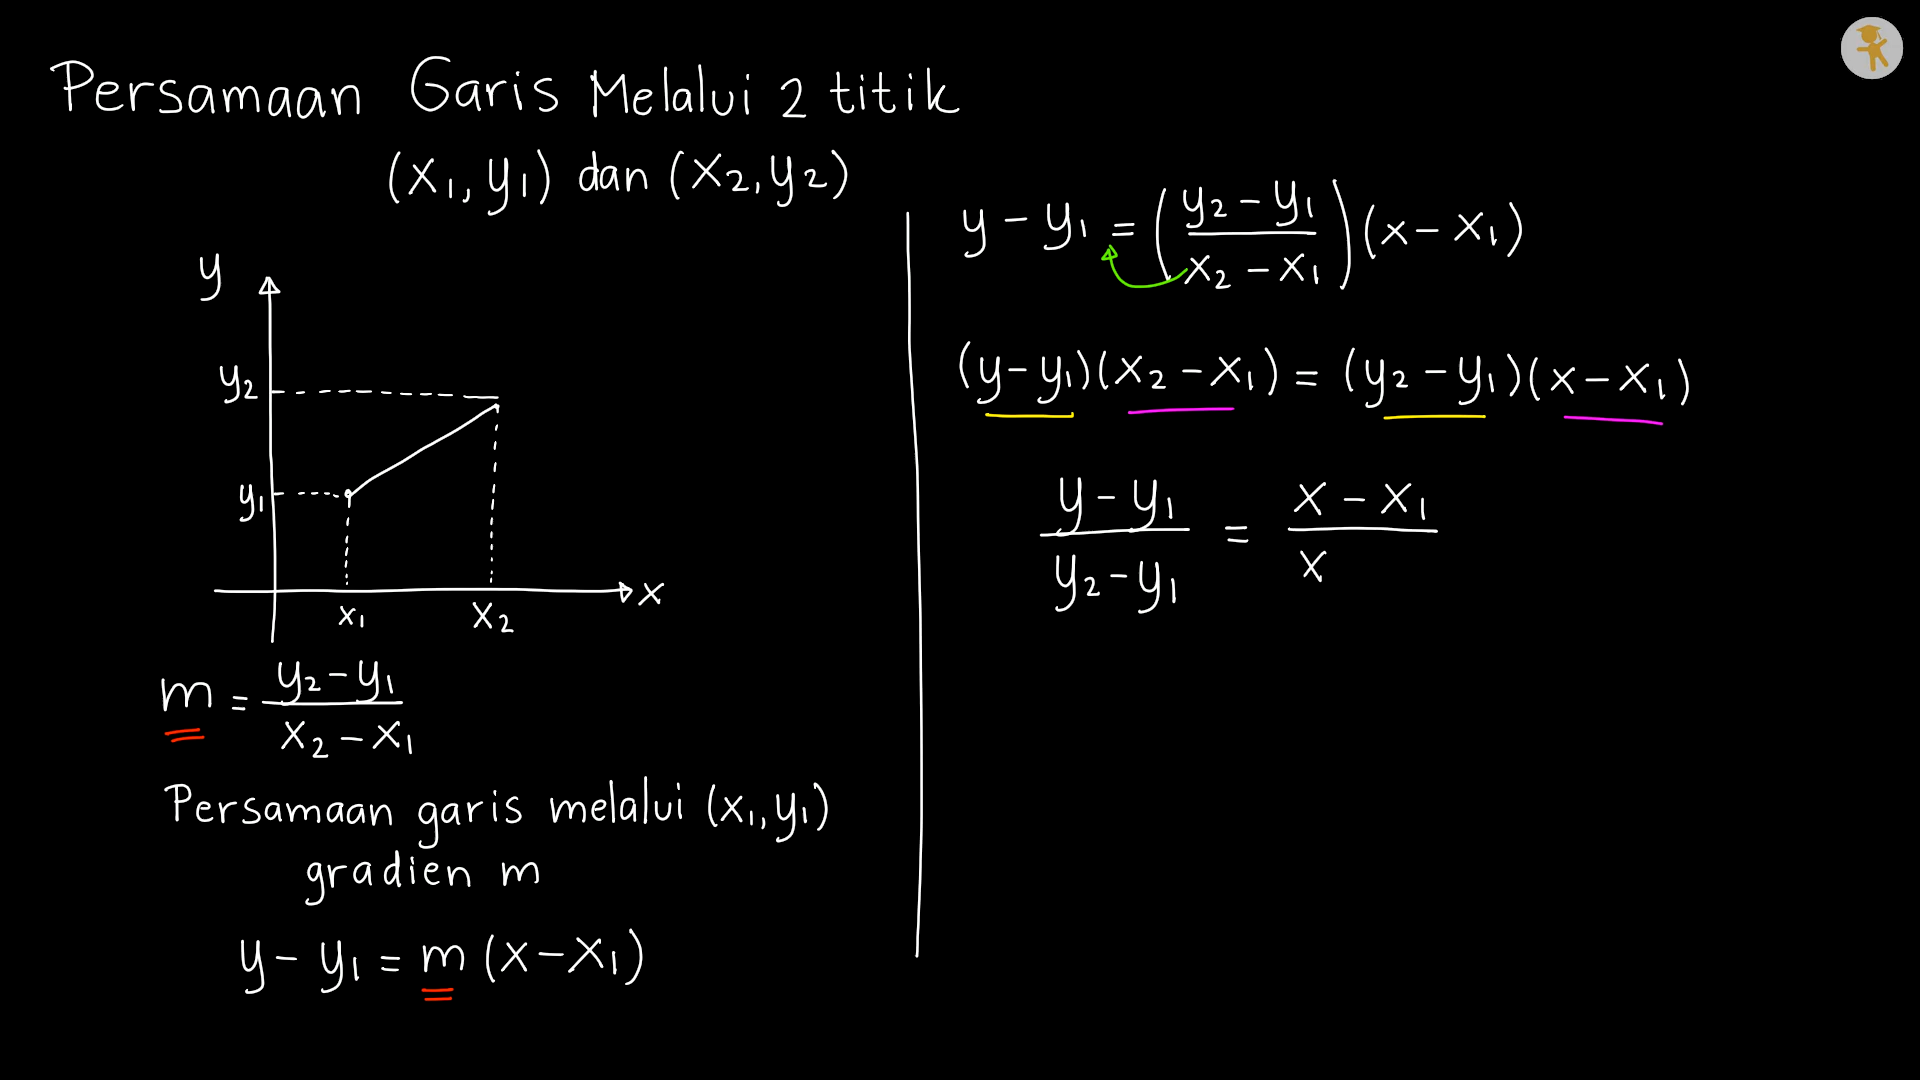 Persamaan Garis Melalui 2 titik
(x₁, y₁) dan (x₂, y₂)
y
y₂
y₁
x₁ x₂ x
m = (y₂ - y₁)/(x₂ - x₁)
Persamaan garis melalui (x₁, y₁)
gradien m
y - y₁ = m (x - x₁)
y - y₁ = ((y₂ - y₁)/(x₂ - x₁)) (x - x₁)
(y - y₁)(x₂ - x₁) = (y₂ - y₁)(x - x₁)
(y - y₁)/(y₂ - y₁) = (x - x₁)/x